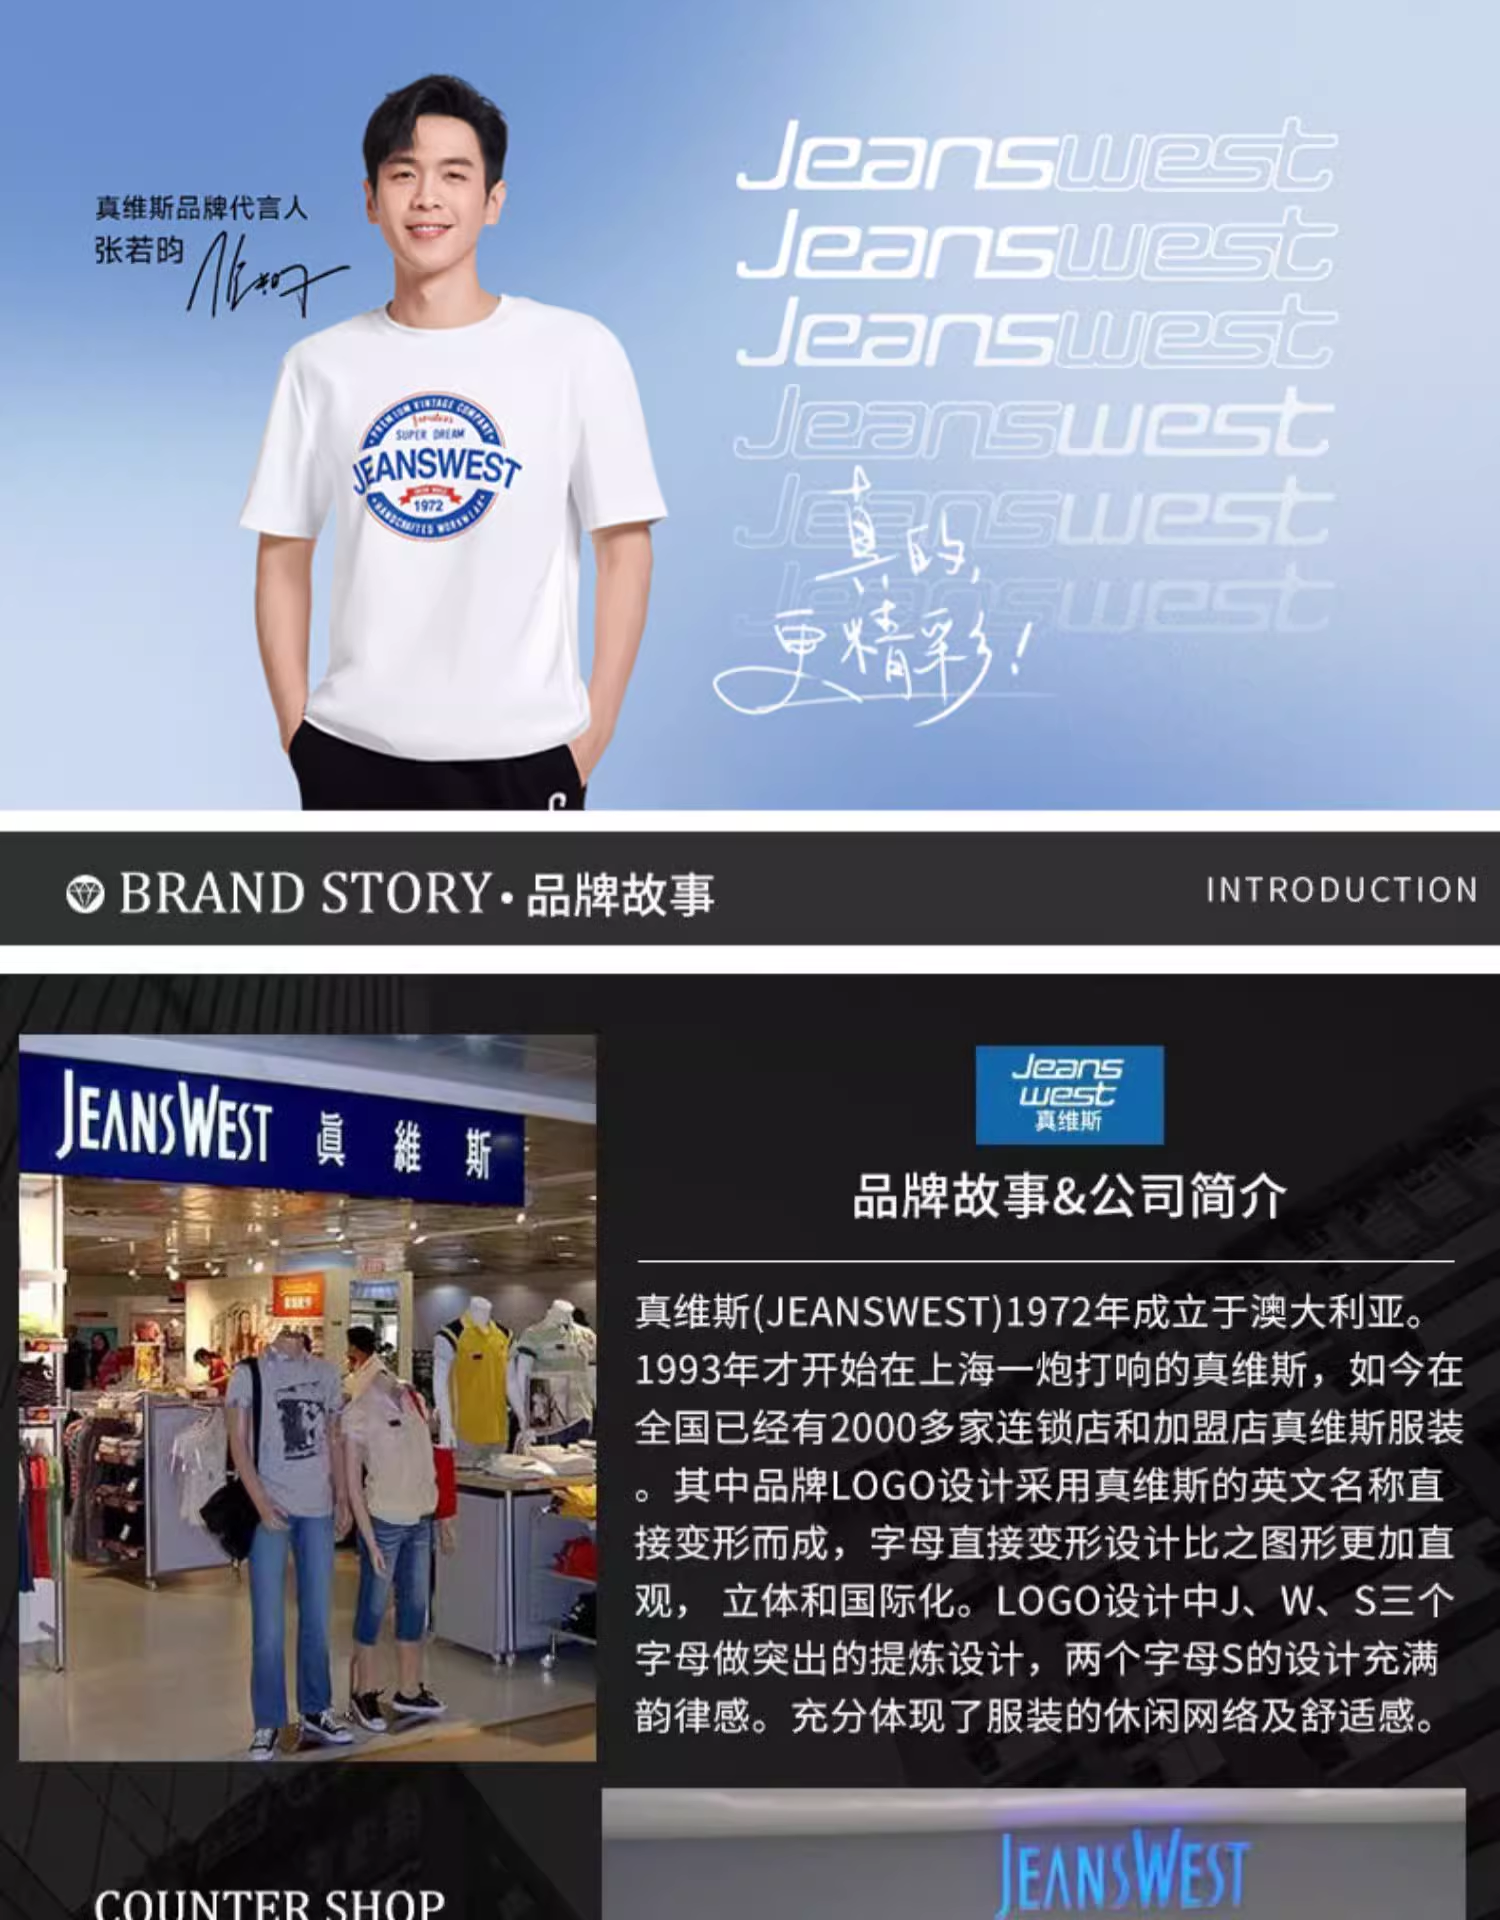 真维斯品牌代言人
张若昀
Jeanswest
Jeanswest
Jeanswest
Jeanswest
Jeanswest
Jeanswest
真的,
更精彩!
PREMIUM VINTAGE COMPANY
SUPER DREAM
JEANSWEST
1972
HANDCRAFTED WORKWEAR
BRAND STORY·品牌故事
INTRODUCTION
JEANSWEST 眞維斯
Jeans
west
真维斯
品牌故事&公司简介
真维斯(JEANSWEST)1972年成立于澳大利亚。
1993年才开始在上海一炮打响的真维斯，如今在
全国已经有2000多家连锁店和加盟店真维斯服装
。其中品牌LOGO设计采用真维斯的英文名称直
接变形而成，字母直接变形设计比之图形更加直
观， 立体和国际化。LOGO设计中J、W、S三个
字母做突出的提炼设计，两个字母S的设计充满
韵律感。充分体现了服装的休闲网络及舒适感。
JEANSWEST
COUNTER SHOP